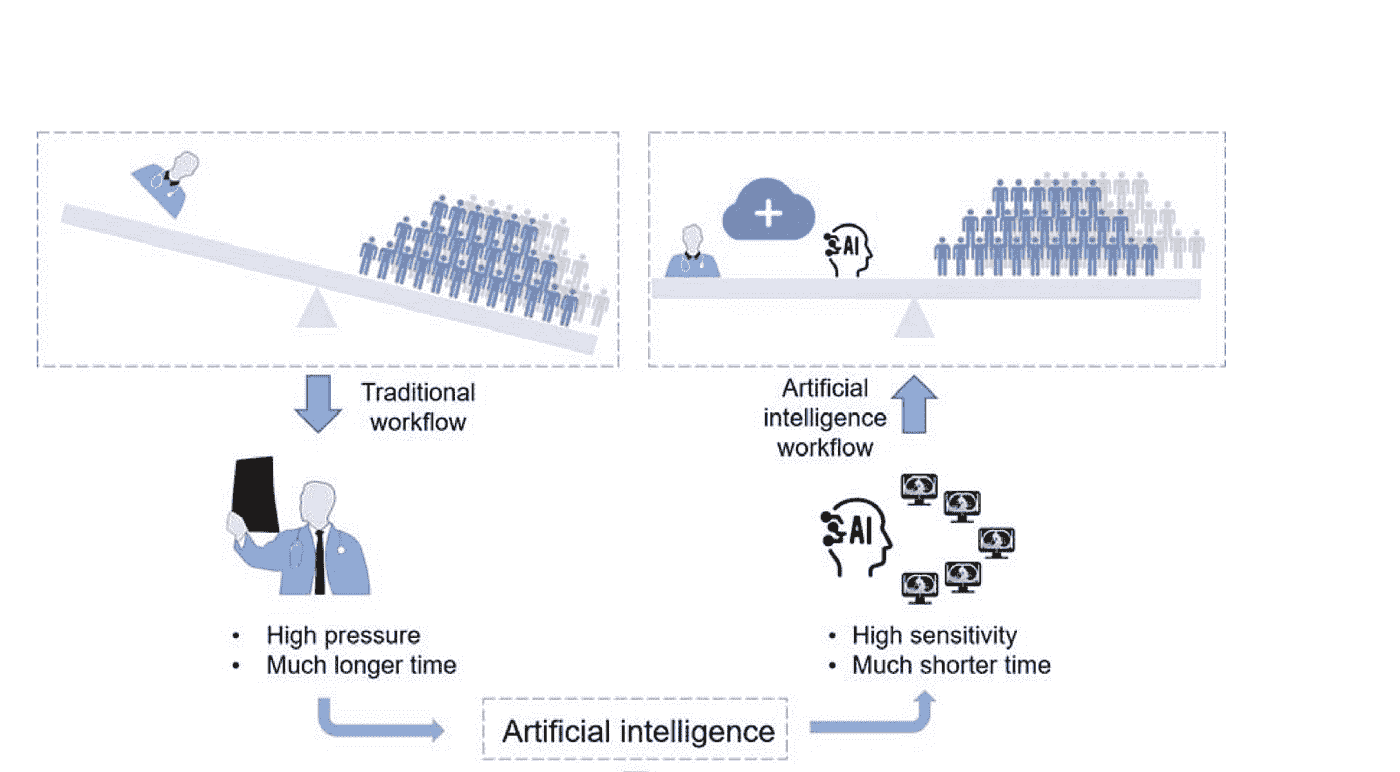 AI
Traditional
workflow
Artificial
intelligence
workflow
AI
• High pressure
• Much longer time
• High sensitivity
• Much shorter time
Artificial intelligence